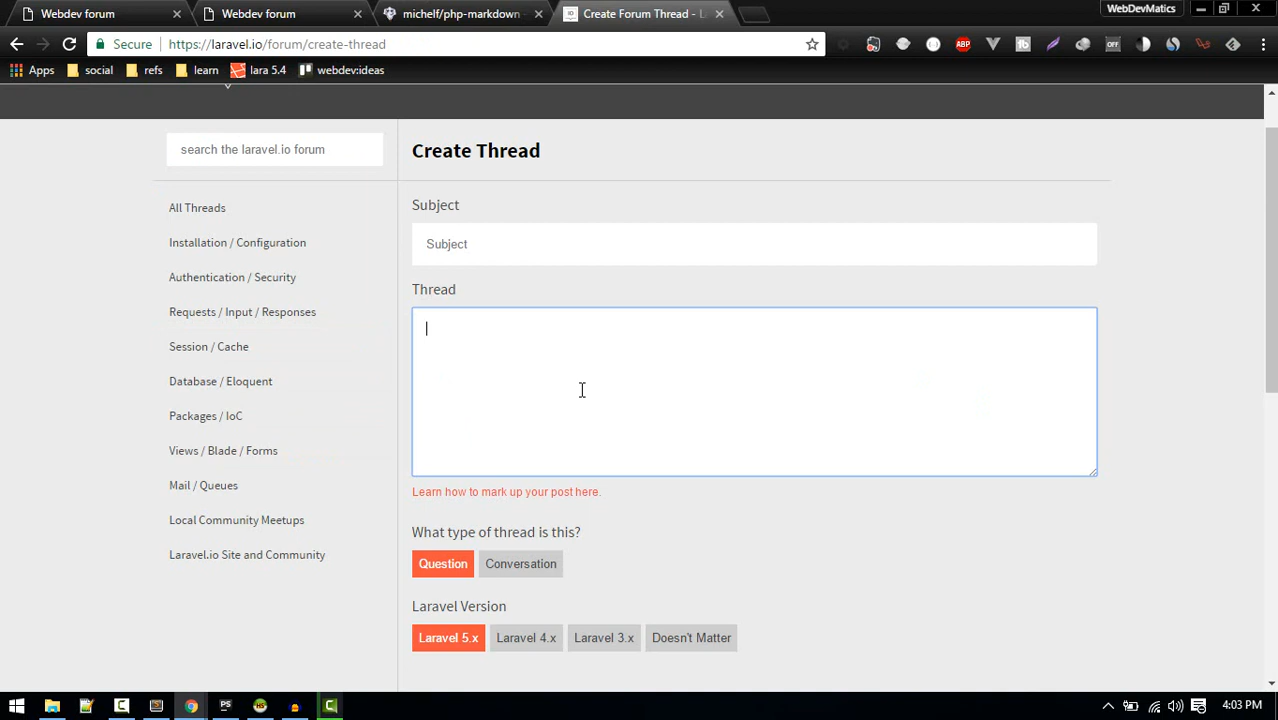 Webdev forum
Webdev forum
michelf/php-markdown
Create Forum Thread - L
WebDevMatics
Secure
https://laravel.io/forum/create-thread
ABP
OFF
Apps
social
refs
learn
lara 5.4
webdev:ideas
search the laravel.io forum
All Threads
Installation / Configuration
Authentication / Security
Requests / Input / Responses
Session / Cache
Database / Eloquent
Packages / IoC
Views / Blade / Forms
Mail / Queues
Local Community Meetups
Laravel.io Site and Community
Create Thread
Subject
Subject
Thread
Learn how to mark up your post here.
What type of thread is this?
Question
Conversation
Laravel Version
Laravel 5.x
Laravel 4.x
Laravel 3.x
Doesn't Matter
PS
4:03 PM